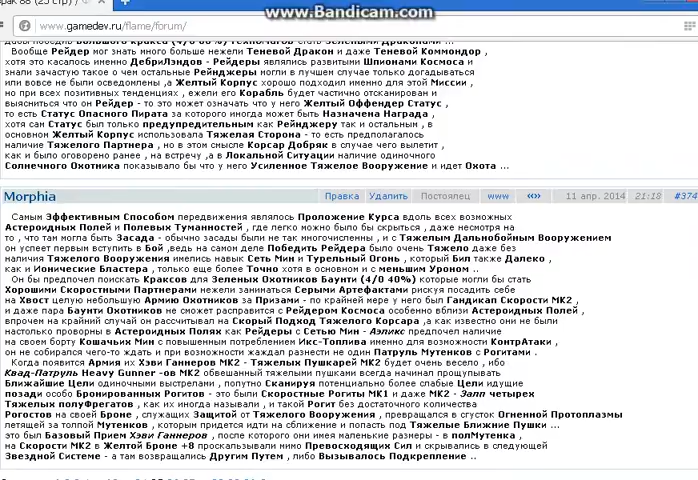 www.Bandicam.com
рак 88 (25 стр) /
www.gamedev.ru/flame/forum/
Вообще Рейдер мог знать много больше нежели Теневой Дракон и даже Теневой Коммондор ,
хотя это касалось именно ДебриЛэндов - Рейдеры являлись развитыми Шпионами Космоса и
знали зачастую такое о чем остальные Рейнджеры могли в лучшем случае только догадываться
или вовсе не были осведомлены ,а Желтый Корпус хорошо подходил именно для этой Миссии ,
но при всех позитивных тенденциях , ежели его Корабль будет частично отсканирован и
выяснится что он Рейдер - то это может означать что у него Желтый Оффендер Статус ,
то есть Статус Опасного Пирата за которого иногда может быть Назначена Награда ,
хотя сам Статус был только предупредительным как Рейнджеру так и остальным , в
основном Желтый Корпус использовала Тяжелая Сторона - то есть предполагалось
наличие Тяжелого Партнера , но в этом смысле Корсар Добряк в случае чего вылетит ,
как и было оговорено ранее , на встречу ,а в Локальной Ситуации наличие одиночного
Солнечного Охотника показывало бы что у него Усиленное Тяжелое Вооружение и идет Охота ...
Morphia Правка Удалить Постоялец www «» 11 апр. 2014 21:18 #374
Самым Эффективным Способом передвижения являлось Проложение Курса вдоль всех возможных
Астероидных Полей и Полевых Туманностей , где легко можно было бы скрыться , даже несмотря на
то , что там могла быть Засада - обычно засады были не так многочисленны , и с Тяжелым Дальнобойным Вооружением
он успеет первым вступить в Бой ,ведь на самом деле Победить Рейдера было очень Тяжело даже без
наличия Тяжелого Вооружения имелись навык Сеть Мин и Турельный Огонь , который Бил также Далеко ,
как и Ионические Бластера , только еще более Точно хотя в основном и с меньшим Уроном ..
Он бы предпочел поискать Краксов для Зеленых Охотников Баунти (4/0 40%) которые могли бы стать
Хорошими Скоростными Партнерами нежели заниматься Серыми Артефактами рискуя посадить себе
на Хвост целую небольшую Армию Охотников за Призами - по крайней мере у него был Гандикап Скорости МК2 ,
и даже пара Баунти Охотников не сможет расправится с Рейдером Космоса особенно вблизи Астероидных Полей ,
впрочем на крайний случай он рассчитывал на Скорый Подход Тяжелого Корсара ,а как известно они не были
настолько проворны в Астероидных Полях как Рейдеры с Сетью Мин - Аэликс предпочел наличие
на своем борту Кошачьих Мин с повышенным потреблением Икс-Топлива именно для возможности КонтрАтаки ,
он не собирался чего-то ждать и при возможности жаждал разнести не один Патруль Мутенков с Рогитами .
Когда появится Армия их Хэви Ганнеров МК2 - Тяжелых Пушкарей МК2 будет очень весело , ибо
Квад-Патруль Heavy Gunner -ов МК2 обвешанный тяжелыми пушками всегда начинал прощупывать
Ближайшие Цели одиночными выстрелами , попутно Сканируя потенциально более слабые Цели идущие
позади особо Бронированных Рогитов - это были Скоростные Рогиты МК1 и даже МК2 - Залп четырех
Тяжелых полуФрегатов , как их иногда называли , и такой Рогит без достаточного количества
Рогостов на своей Броне , служащих Защитой от Тяжелого Вооружения , превращался в сгусток Огненной Протоплазмы
летящей за толпой Мутенков , которым придется идти на сближение и попасть под Тяжелые Ближние Пушки ...
это был Базовый Прием Хэви Ганнеров , после которого они имея маленькие размеры - в полМутенка ,
на Скорости МК2 в Желтой Броне +8 проскальзывали мимо Превосходящих Сил и скрывались в следующей
Звездной Системе - а там возвращались Другим Путем , либо Вызывалось Подкрепление ..